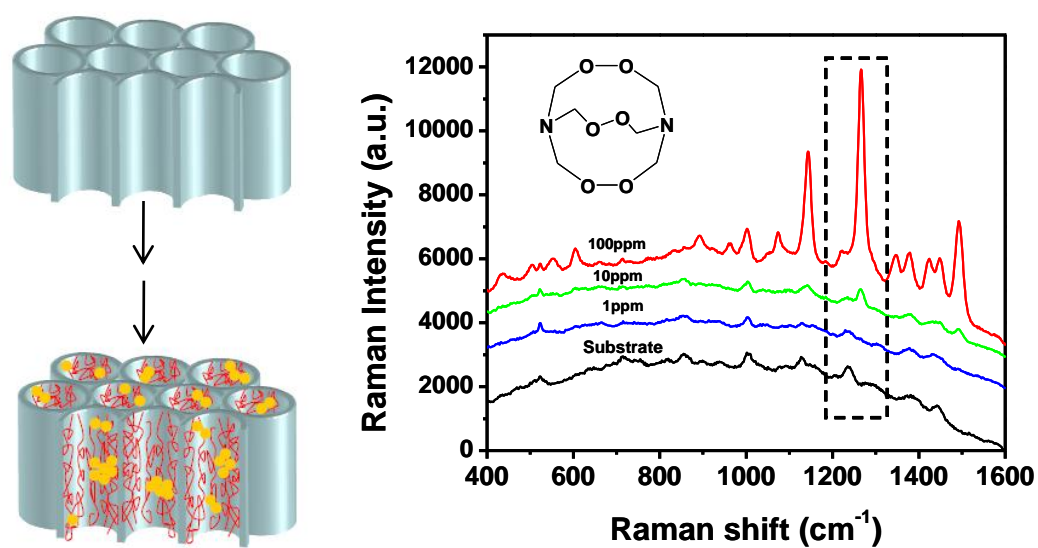 12000
10000
8000
6000
4000
2000
0
Raman Intensity (a.u.)
O O
N O O N
O O
100ppm
10ppm
1ppm
Substrate
400 600 800 1000 1200 1400 1600
Raman shift (cm⁻¹)